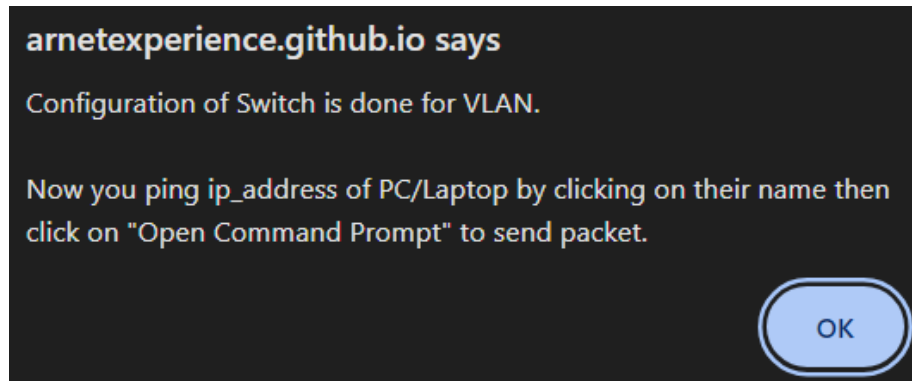 arnetexperience.github.io says
Configuration of Switch is done for VLAN.
Now you ping ip_address of PC/Laptop by clicking on their name then
click on "Open Command Prompt" to send packet.
OK